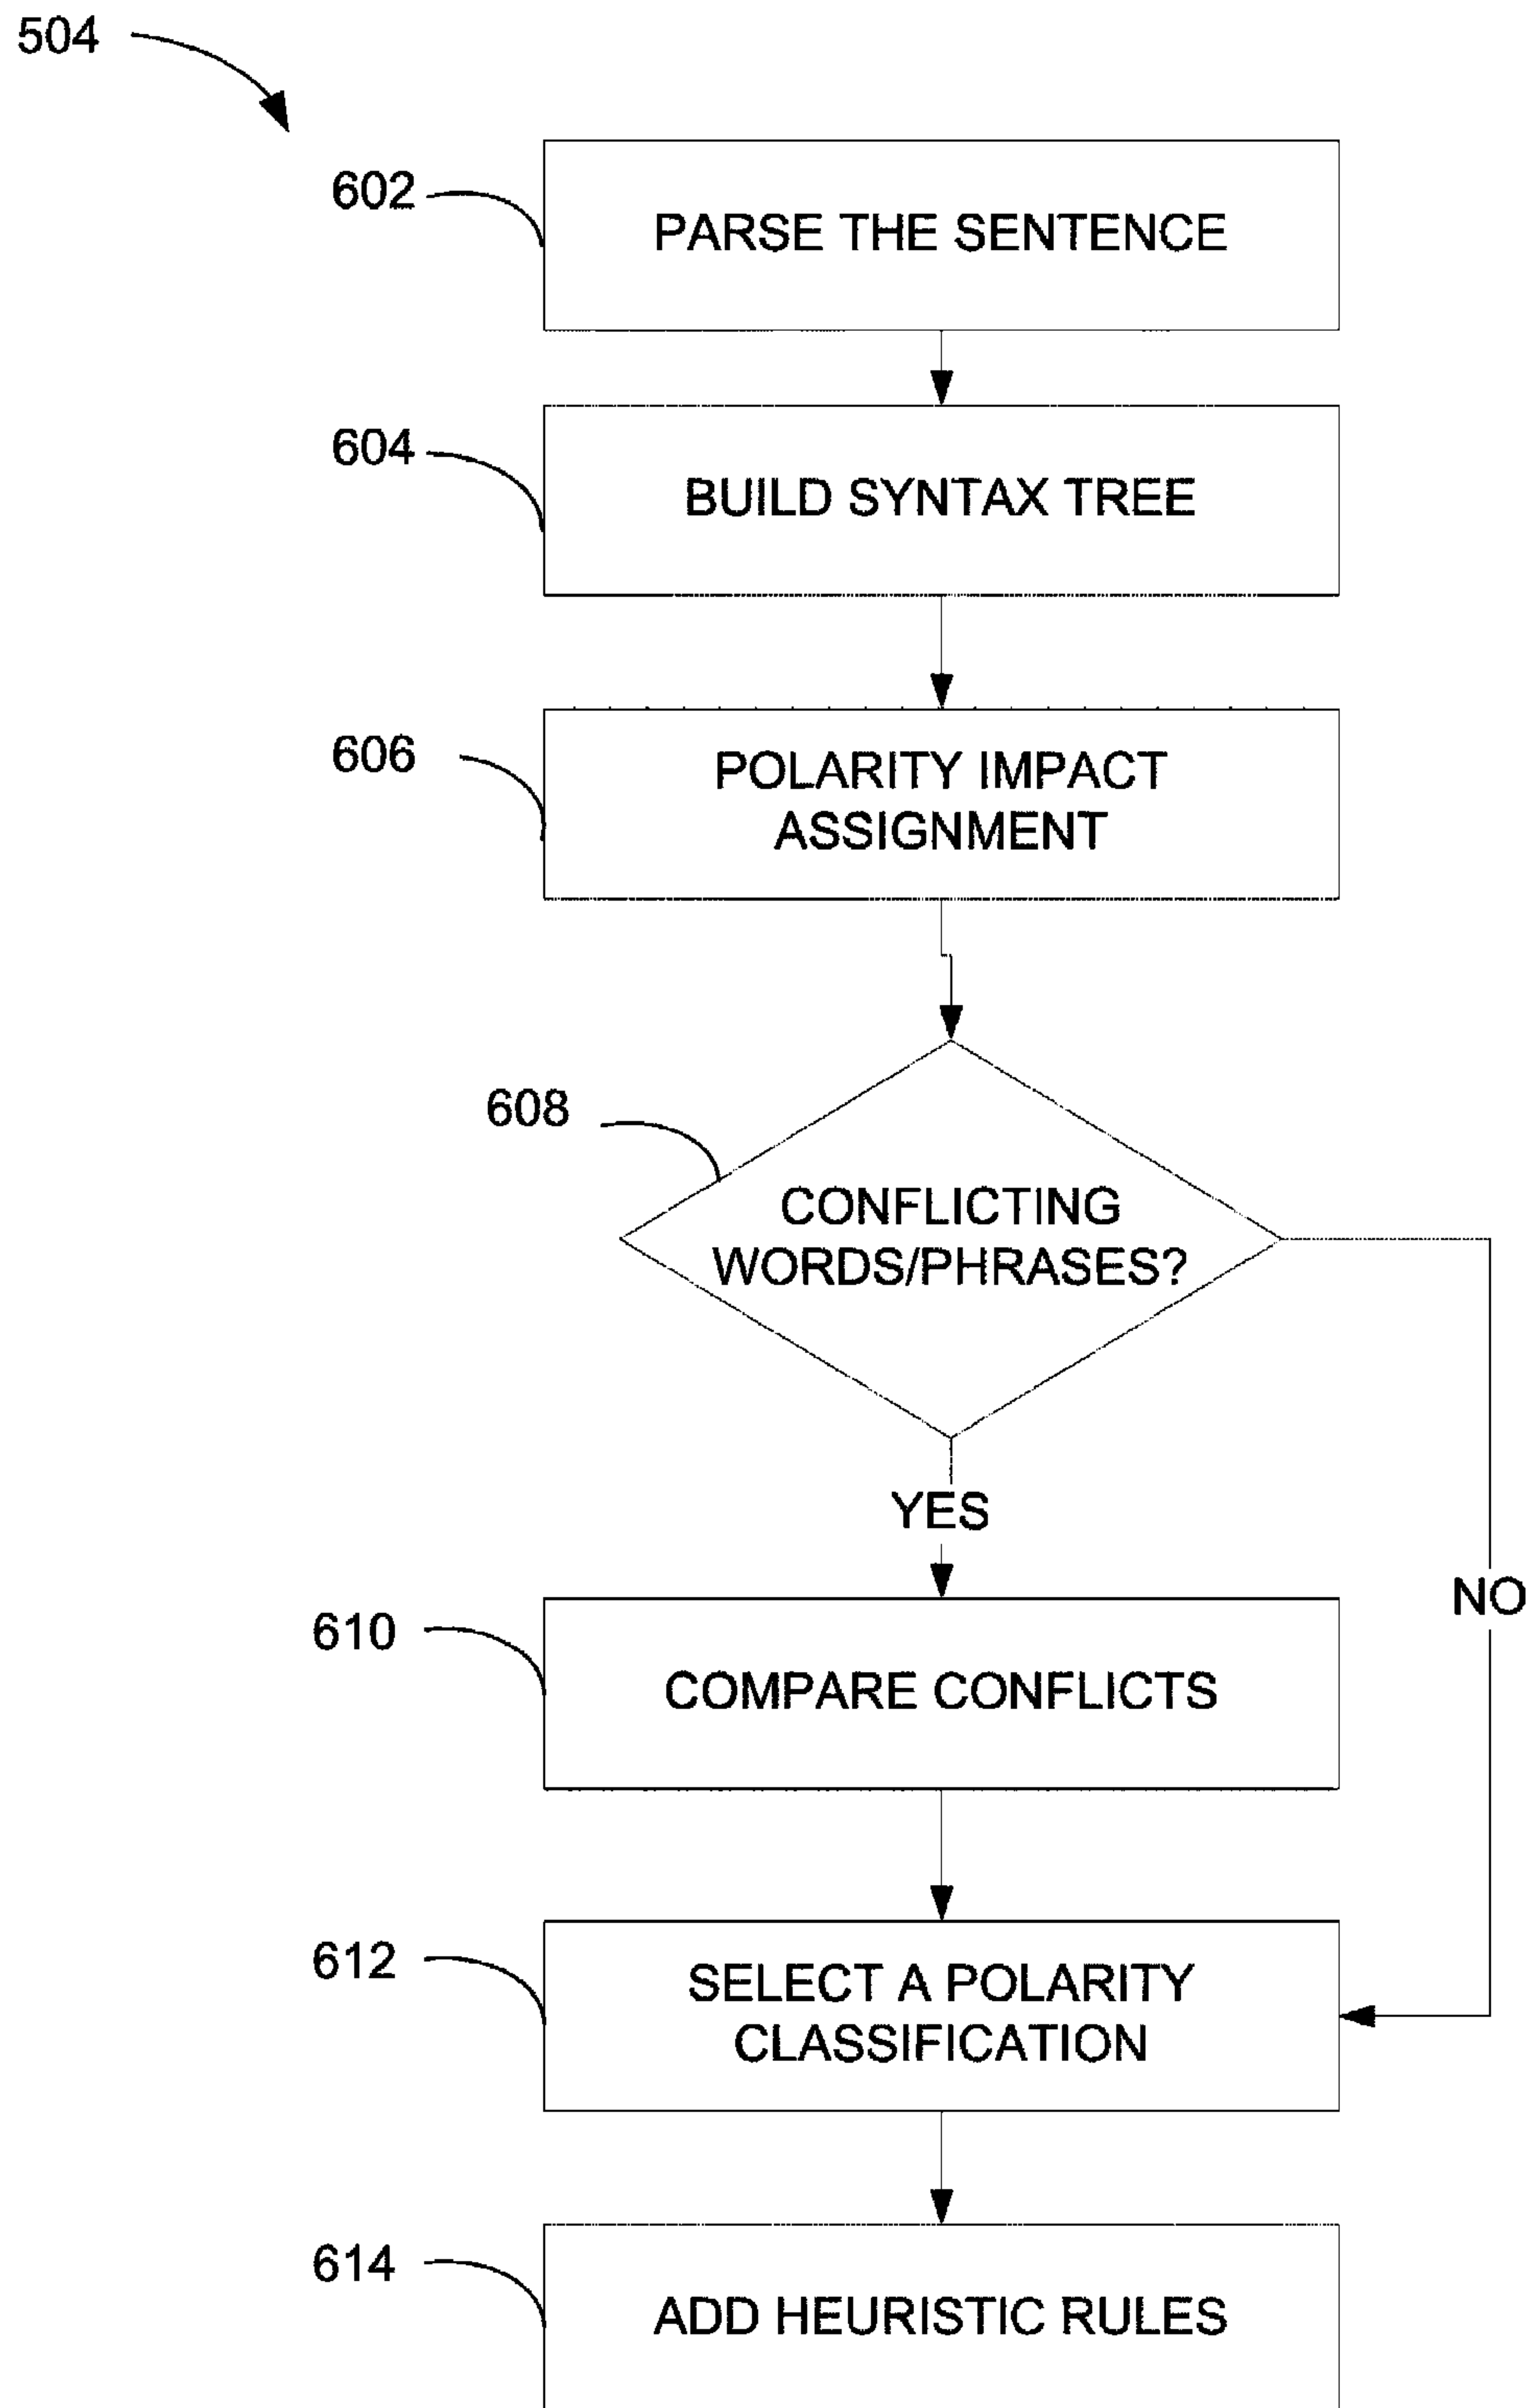 504
602
PARSE THE SENTENCE
604
BUILD SYNTAX TREE
606
POLARITY IMPACT
ASSIGNMENT
608
CONFLICTING
WORDS/PHRASES?
YES
NO
610
COMPARE CONFLICTS
612
SELECT A POLARITY
CLASSIFICATION
614
ADD HEURISTIC RULES